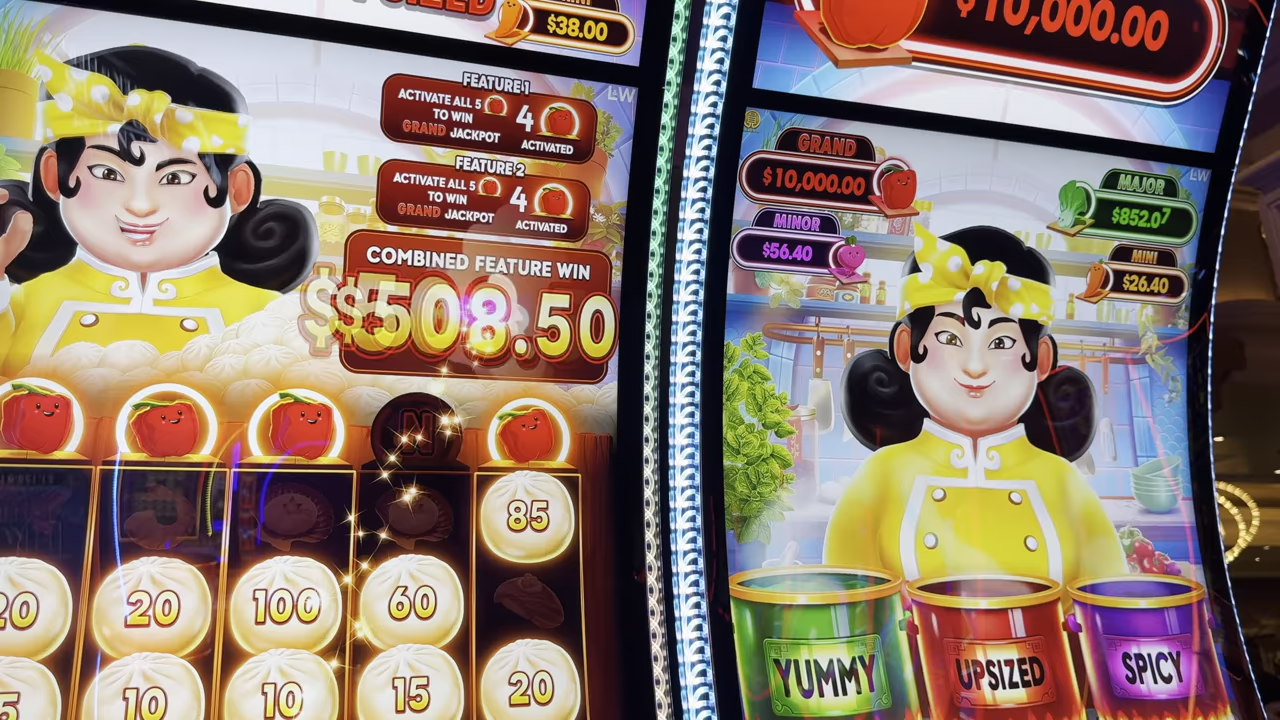 UPSIZED
MINI
$38.00
FEATURE 1
L&W
ACTIVATE ALL 5
TO WIN
GRAND JACKPOT
4
ACTIVATED
FEATURE 2
ACTIVATE ALL 5
TO WIN
GRAND JACKPOT
4
ACTIVATED
COMBINED FEATURE WIN
$508.50
N
85
20
20
100
60
5
10
10
15
20
$10,000.00
GRAND
$10,000.00
MINOR
$56.40
L&W
MAJOR
$852.07
MINI
$26.40
YUMMY
UPSIZED
SPICY